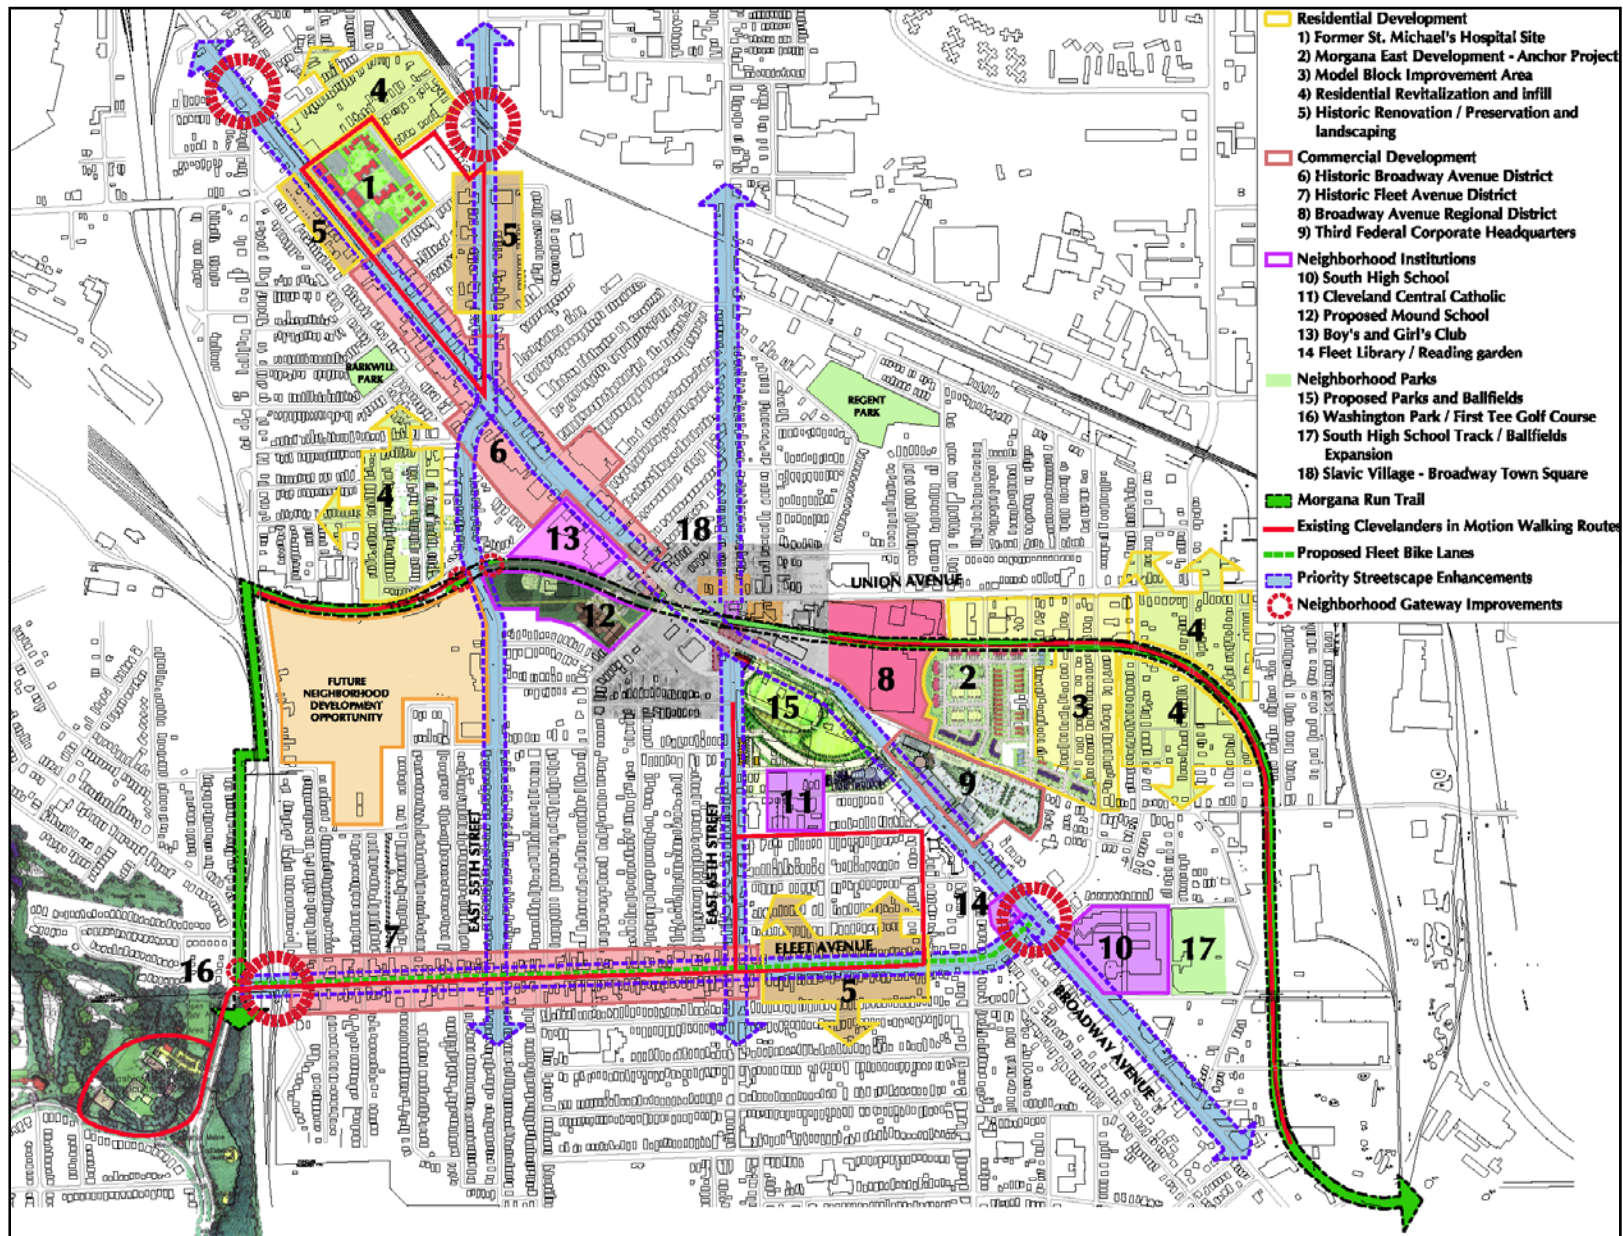 Residential Development
1) Former St. Michael's Hospital Site
2) Morgana East Development - Anchor Project
3) Model Block Improvement Area
4) Residential Revitalization and infill
5) Historic Renovation / Preservation and
landscaping
Commercial Development
6) Historic Broadway Avenue District
7) Historic Fleet Avenue District
8) Broadway Avenue Regional District
9) Third Federal Corporate Headquarters
Neighborhood Institutions
10) South High School
11) Cleveland Central Catholic
12) Proposed Mound School
13) Boy's and Girl's Club
14 Fleet Library / Reading garden
Neighborhood Parks
15) Proposed Parks and Ballfields
16) Washington Park / First Tee Golf Course
17) South High School Track / Ballfields
Expansion
18) Slavic Village - Broadway Town Square
Morgana Run Trail
Existing Clevelanders in Motion Walking Routes
Proposed Fleet Bike Lanes
Priority Streetscape Enhancements
Neighborhood Gateway Improvements
4
1
5
5
BARKWILL
PARK
REGENT
PARK
6
4
13
18
UNION AVENUE
12
4
2
8
3
4
15
FUTURE
NEIGHBORHOOD
DEVELOPMENT
OPPORTUNITY
9
11
EAST 55TH STREET
EAST 65TH STREET
14
7
FLEET AVENUE
10
17
16
5
BROADWAY AVENUE